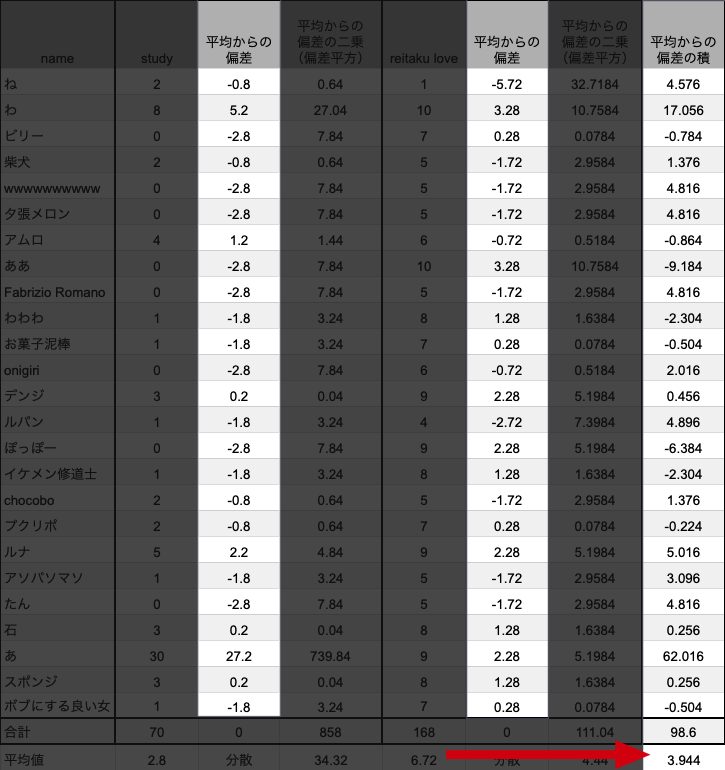 name study 平均からの偏差 平均からの偏差の二乗（偏差平方） reitaku love 平均からの偏差 平均からの偏差の二乗（偏差平方） 平均からの偏差の積
ね 2 -0.8 0.64 1 -5.72 32.7184 4.576
わ 8 5.2 27.04 10 3.28 10.7584 17.056
ビリー 0 -2.8 7.84 7 0.28 0.0784 -0.784
柴犬 2 -0.8 0.64 5 -1.72 2.9584 1.376
wwwwwwwwww 0 -2.8 7.84 5 -1.72 2.9584 4.816
夕張メロン 0 -2.8 7.84 5 -1.72 2.9584 4.816
アムロ 4 1.2 1.44 6 -0.72 0.5184 -0.864
ああ 0 -2.8 7.84 10 3.28 10.7584 -9.184
Fabrizio Romano 0 -2.8 7.84 5 -1.72 2.9584 4.816
わわわ 1 -1.8 3.24 8 1.28 1.6384 -2.304
お菓子泥棒 1 -1.8 3.24 7 0.28 0.0784 -0.504
onigiri 0 -2.8 7.84 6 -0.72 0.5184 2.016
デンジ 3 0.2 0.04 9 2.28 5.1984 0.456
ルパン 1 -1.8 3.24 4 -2.72 7.3984 4.896
ぽっぽー 0 -2.8 7.84 9 2.28 5.1984 -6.384
イケメン修道士 1 -1.8 3.24 8 1.28 1.6384 -2.304
chocobo 2 -0.8 0.64 5 -1.72 2.9584 1.376
プクリポ 2 -0.8 0.64 7 0.28 0.0784 -0.224
ルナ 5 2.2 4.84 9 2.28 5.1984 5.016
アソパソマソ 1 -1.8 3.24 5 -1.72 2.9584 3.096
たん 0 -2.8 7.84 5 -1.72 2.9584 4.816
石 3 0.2 0.04 8 1.28 1.6384 0.256
あ 30 27.2 739.84 9 2.28 5.1984 62.016
スポンジ 3 0.2 0.04 8 1.28 1.6384 0.256
ボブにする良い女 1 -1.8 3.24 7 0.28 0.0784 -0.504
合計 70 0 858 168 0 111.04 98.6
平均値 2.8 分散 34.32 6.72 分散 4.44 3.944